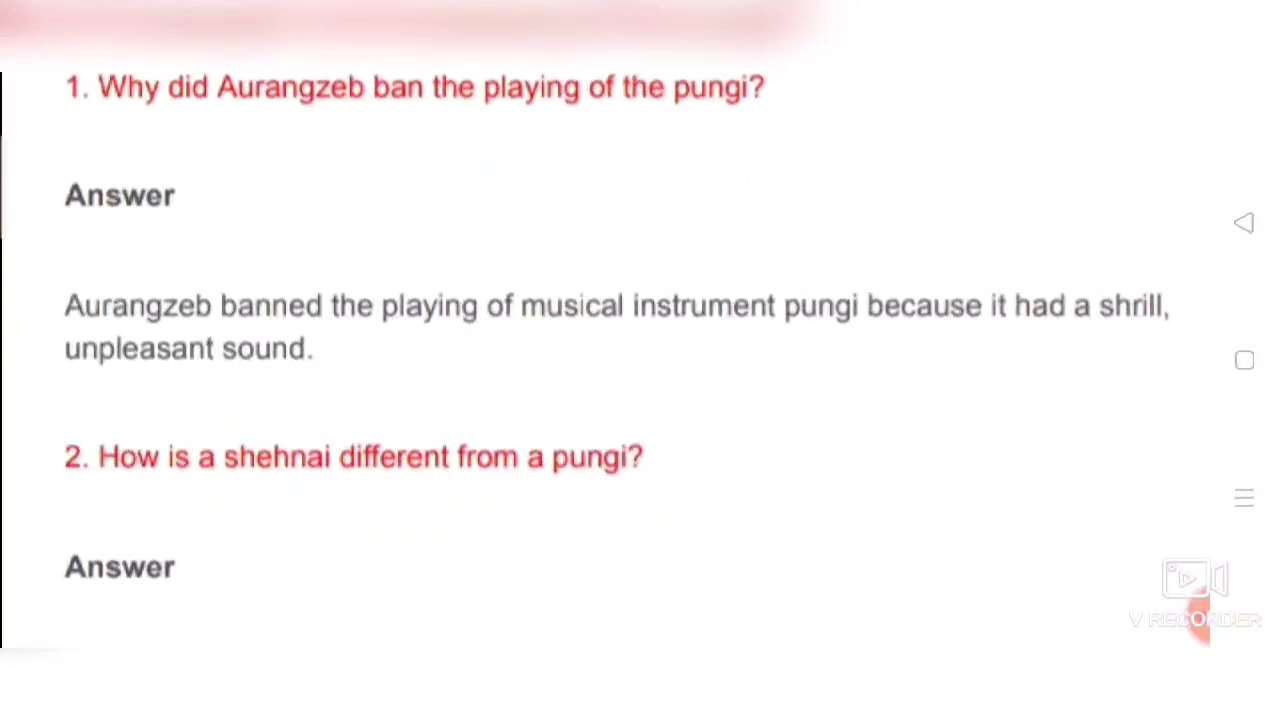 1. Why did Aurangzeb ban the playing of the pungi?
Answer
Aurangzeb banned the playing of musical instrument pungi because it had a shrill,
unpleasant sound.
2. How is a shehnai different from a pungi?
Answer
V RECORDER